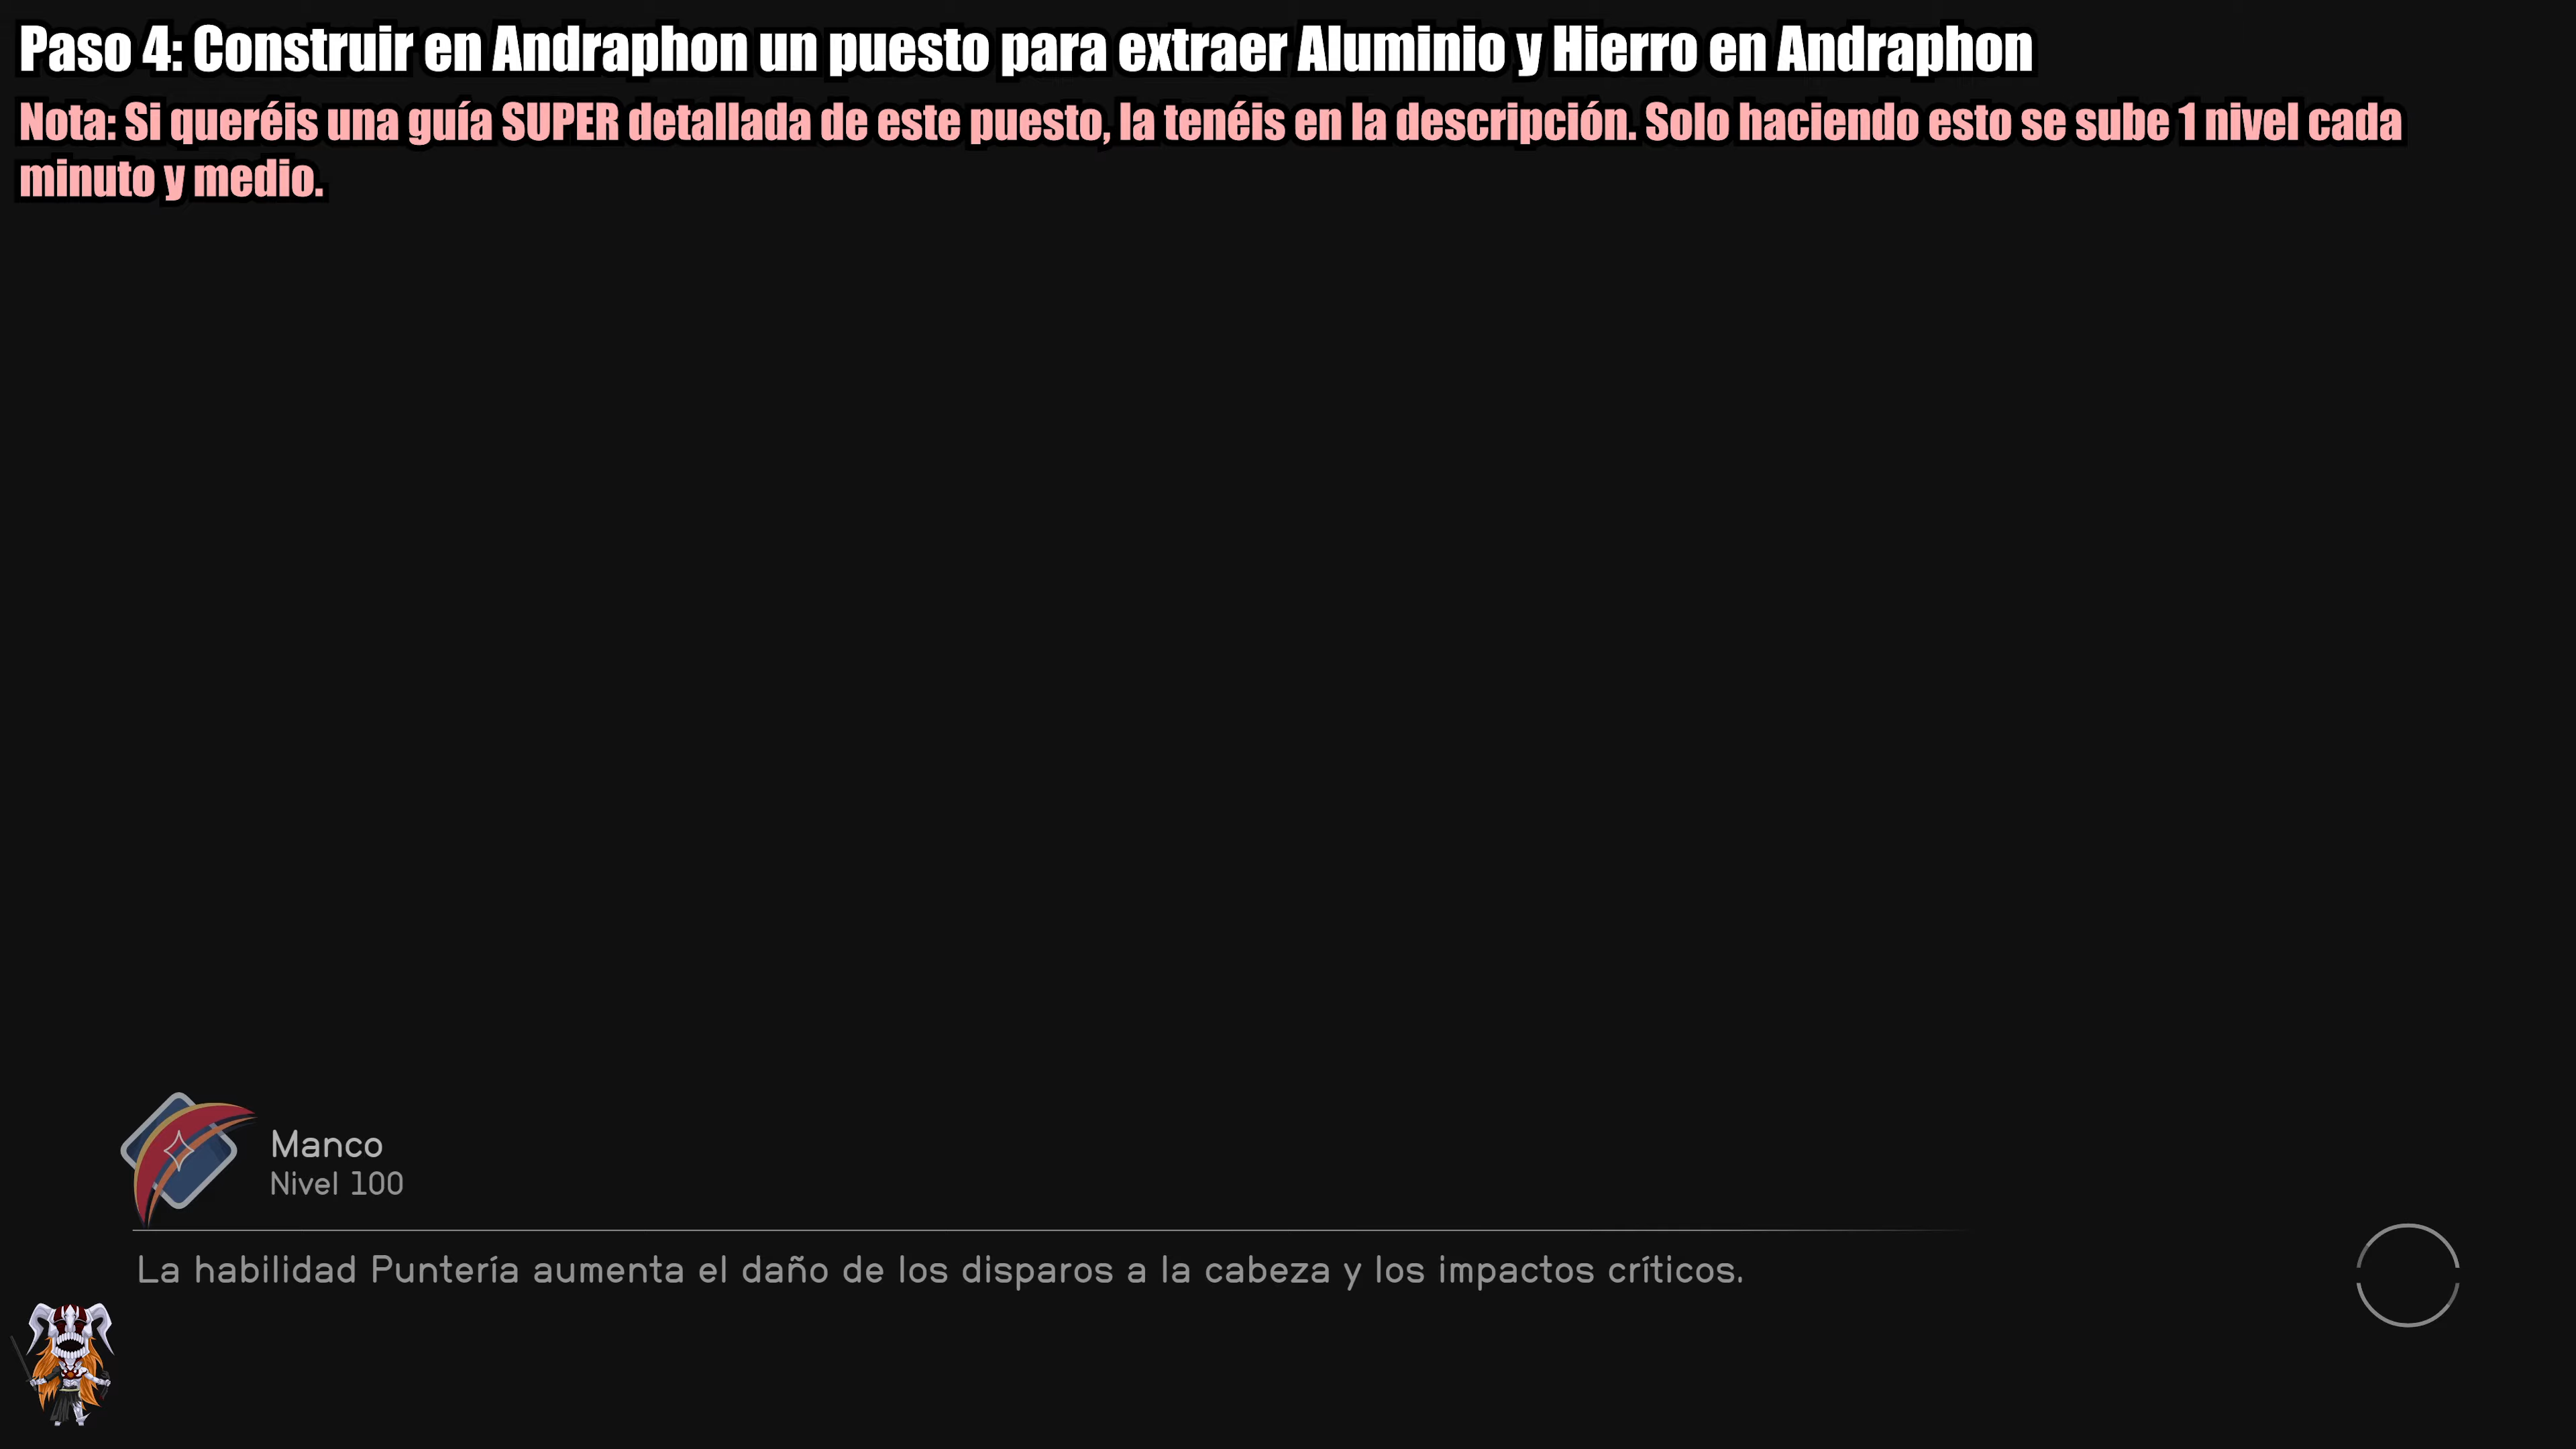 Paso 4: Construir en Andraphon un puesto para extraer Aluminio y Hierro en Andraphon
Nota: Si queréis una guía SUPER detallada de este puesto, la tenéis en la descripción. Solo haciendo esto se sube 1 nivel cada
minuto y medio.
Manco
Nivel 100
La habilidad Puntería aumenta el daño de los disparos a la cabeza y los impactos críticos.